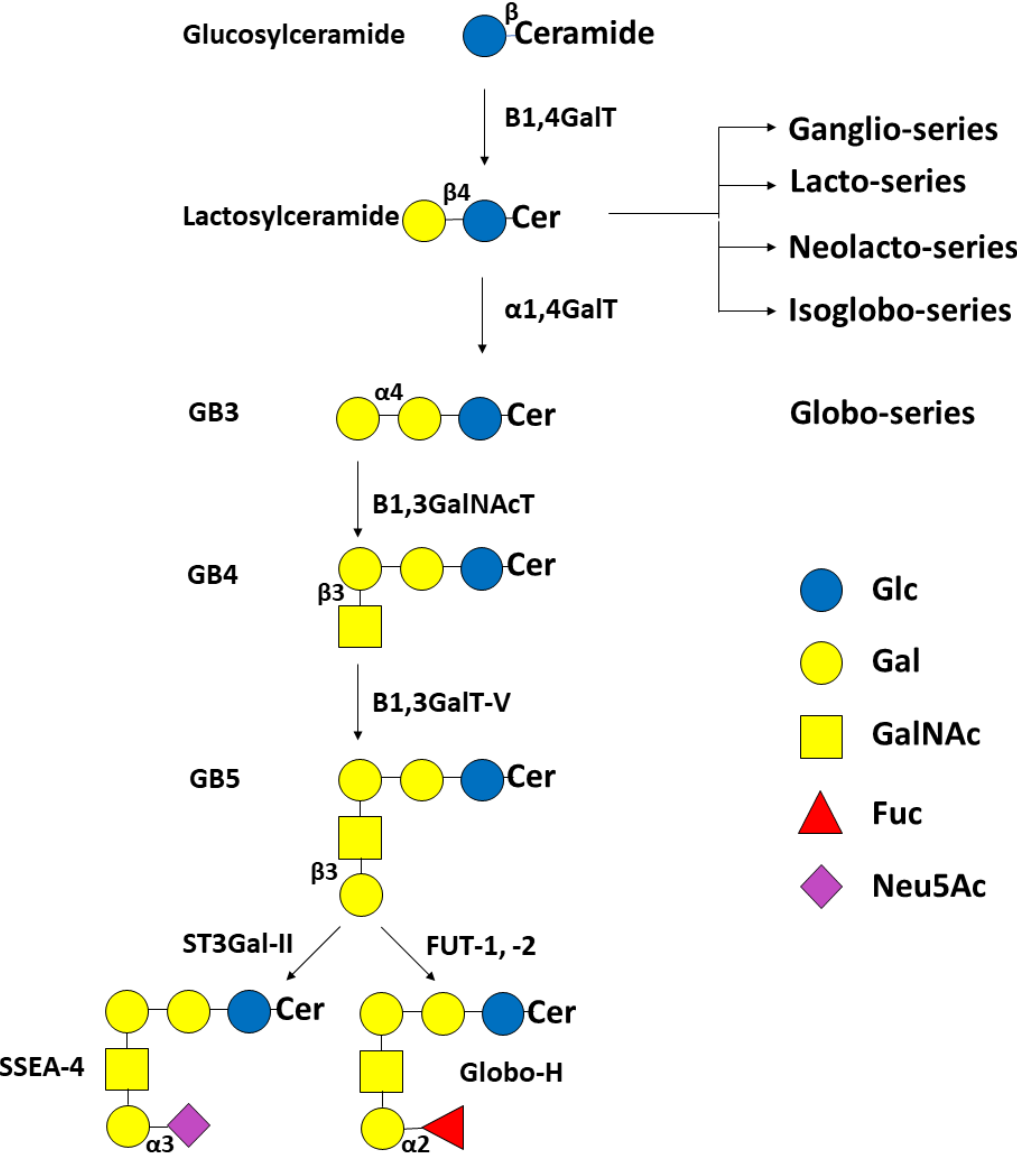 Glucosylceramide
β
Ceramide
B1,4GalT
Ganglio-series
Lacto-series
Lactosylceramide
β4
Cer
Neolacto-series
Isoglobo-series
α1,4GalT
GB3
α4
Cer
Globo-series
B1,3GalNAcT
GB4
Cer
β3
Glc
Gal
B1,3GalT-V
GalNAc
GB5
Cer
Fuc
β3
Neu5Ac
ST3Gal-II
FUT-1, -2
Cer
Cer
SSEA-4
Globo-H
α3
α2